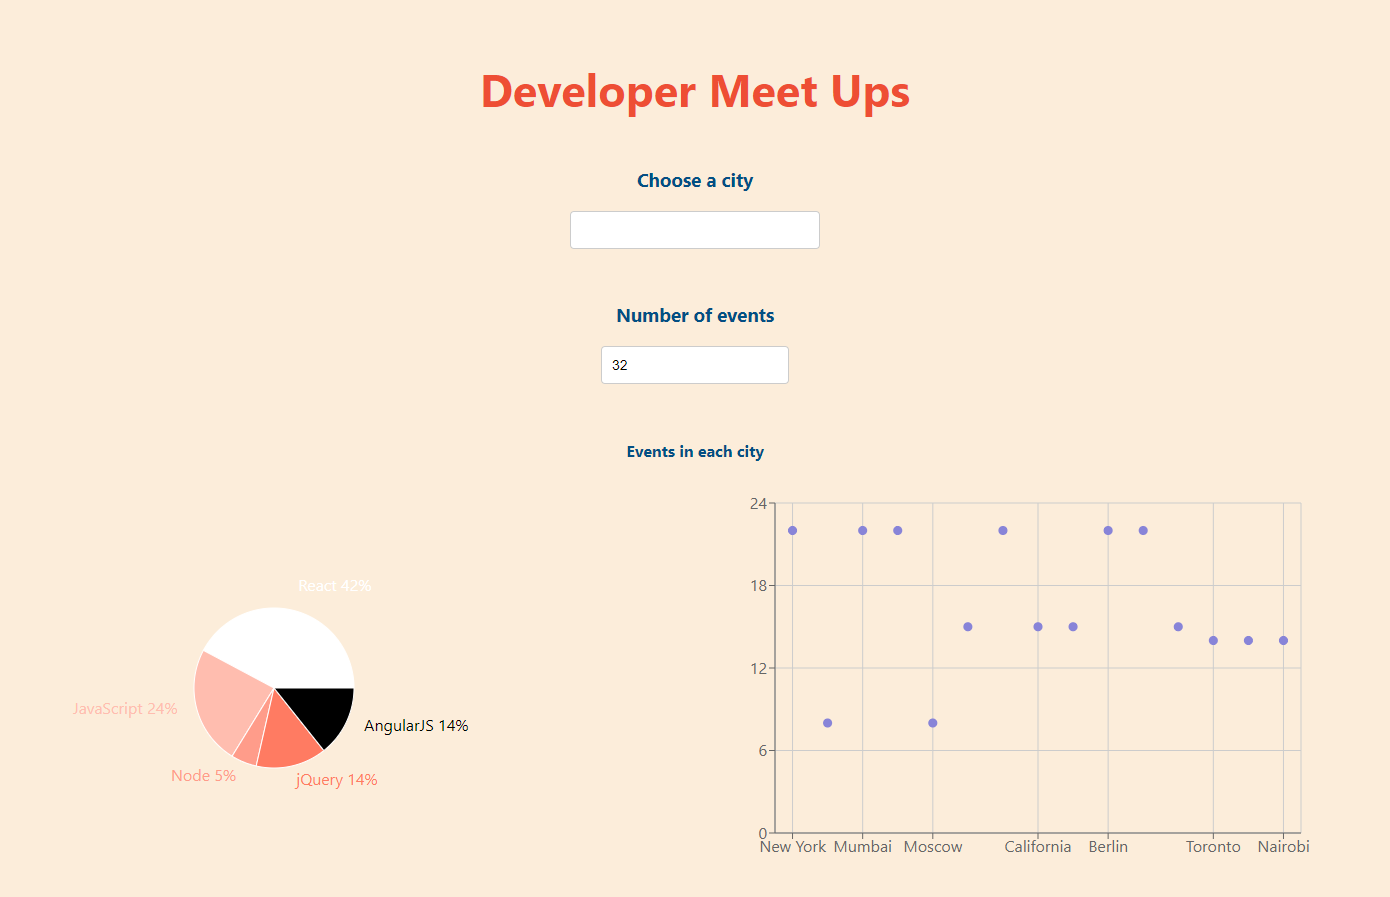 Developer Meet Ups
Choose a city
Number of events
32
Events in each city
React 42%
JavaScript 24%
Node 5%
jQuery 14%
AngularJS 14%
24
18
12
6
0
New York Mumbai Moscow California Berlin Toronto Nairobi